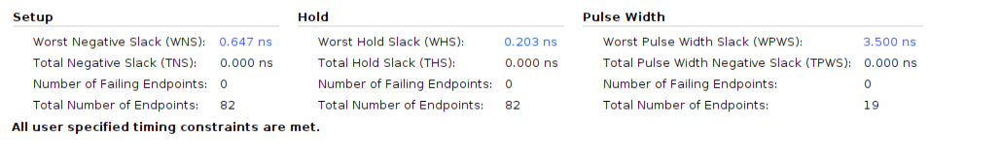 Setup Hold Pulse Width
Worst Negative Slack (WNS): 0.647 ns Worst Hold Slack (WHS): 0.203 ns Worst Pulse Width Slack (WPWS): 3.500 ns
Total Negative Slack (TNS): 0.000 ns Total Hold Slack (THS): 0.000 ns Total Pulse Width Negative Slack (TPWS): 0.000 ns
Number of Failing Endpoints: 0 Number of Failing Endpoints: 0 Number of Failing Endpoints: 0
Total Number of Endpoints: 82 Total Number of Endpoints: 82 Total Number of Endpoints: 19
All user specified timing constraints are met.